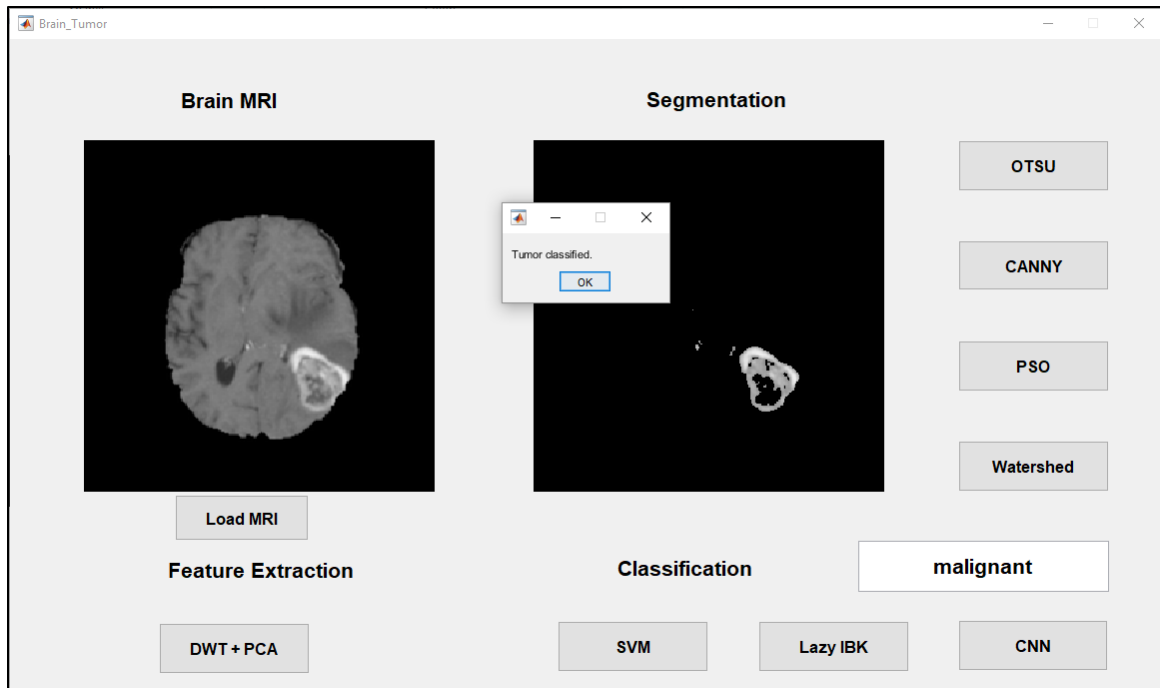 Brain_Tumor
Brain MRI
Segmentation
OTSU
Tumor classified.
OK
CANNY
PSO
Watershed
Load MRI
Feature Extraction
Classification
malignant
DWT + PCA
SVM
Lazy IBK
CNN